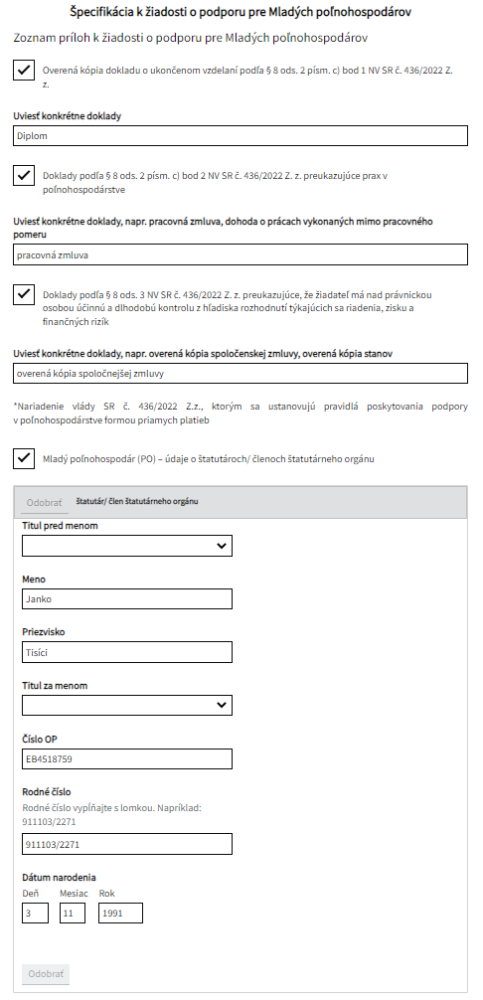 Špecifikácia k žiadosti o podporu pre Mladých poľnohospodárov
Zoznam príloh k žiadosti o podporu pre Mladých poľnohospodárov
Overená kópia dokladu o ukončenom vzdelaní podľa § 8 ods. 2 písm. c) bod 1 NV SR č. 436/2022 Z.
z.
Uviesť konkrétne doklady
Diplom
Doklady podľa § 8 ods. 2 písm. c) bod 2 NV SR č. 436/2022 Z. z. preukazujúce prax v
poľnohospodárstve
Uviesť konkrétne doklady, napr. pracovná zmluva, dohoda o prácach vykonaných mimo pracovného
pomeru
pracovná zmluva
Doklady podľa § 8 ods. 3 NV SR č. 436/2022 Z. z. preukazujúce, že žiadateľ má nad právnickou
osobou účinnú a dlhodobú kontrolu z hľadiska rozhodnutí týkajúcich sa riadenia, zisku a
finančných rizík
Uviesť konkrétne doklady, napr. overená kópia spoločenskej zmluvy, overená kópia stanov
overená kópia spoločnejšej zmluvy
*Nariadenie vlády SR č. 436/2022 Z.z., ktorým sa ustanovujú pravidlá poskytovania podpory
v poľnohospodárstve formou priamych platieb
Mladý poľnohospodár (PO) – údaje o štatutároch/ členoch štatutárneho orgánu
Odobrať štatutár/ člen štatutárneho orgánu
Titul pred menom
Meno
Janko
Priezvisko
Tisíci
Titul za menom
Číslo OP
EB4518759
Rodné číslo
Rodné číslo vypĺňajte s lomkou. Napríklad:
911103/2271
911103/2271
Dátum narodenia
Deň Mesiac Rok
3 11 1991
Odobrať